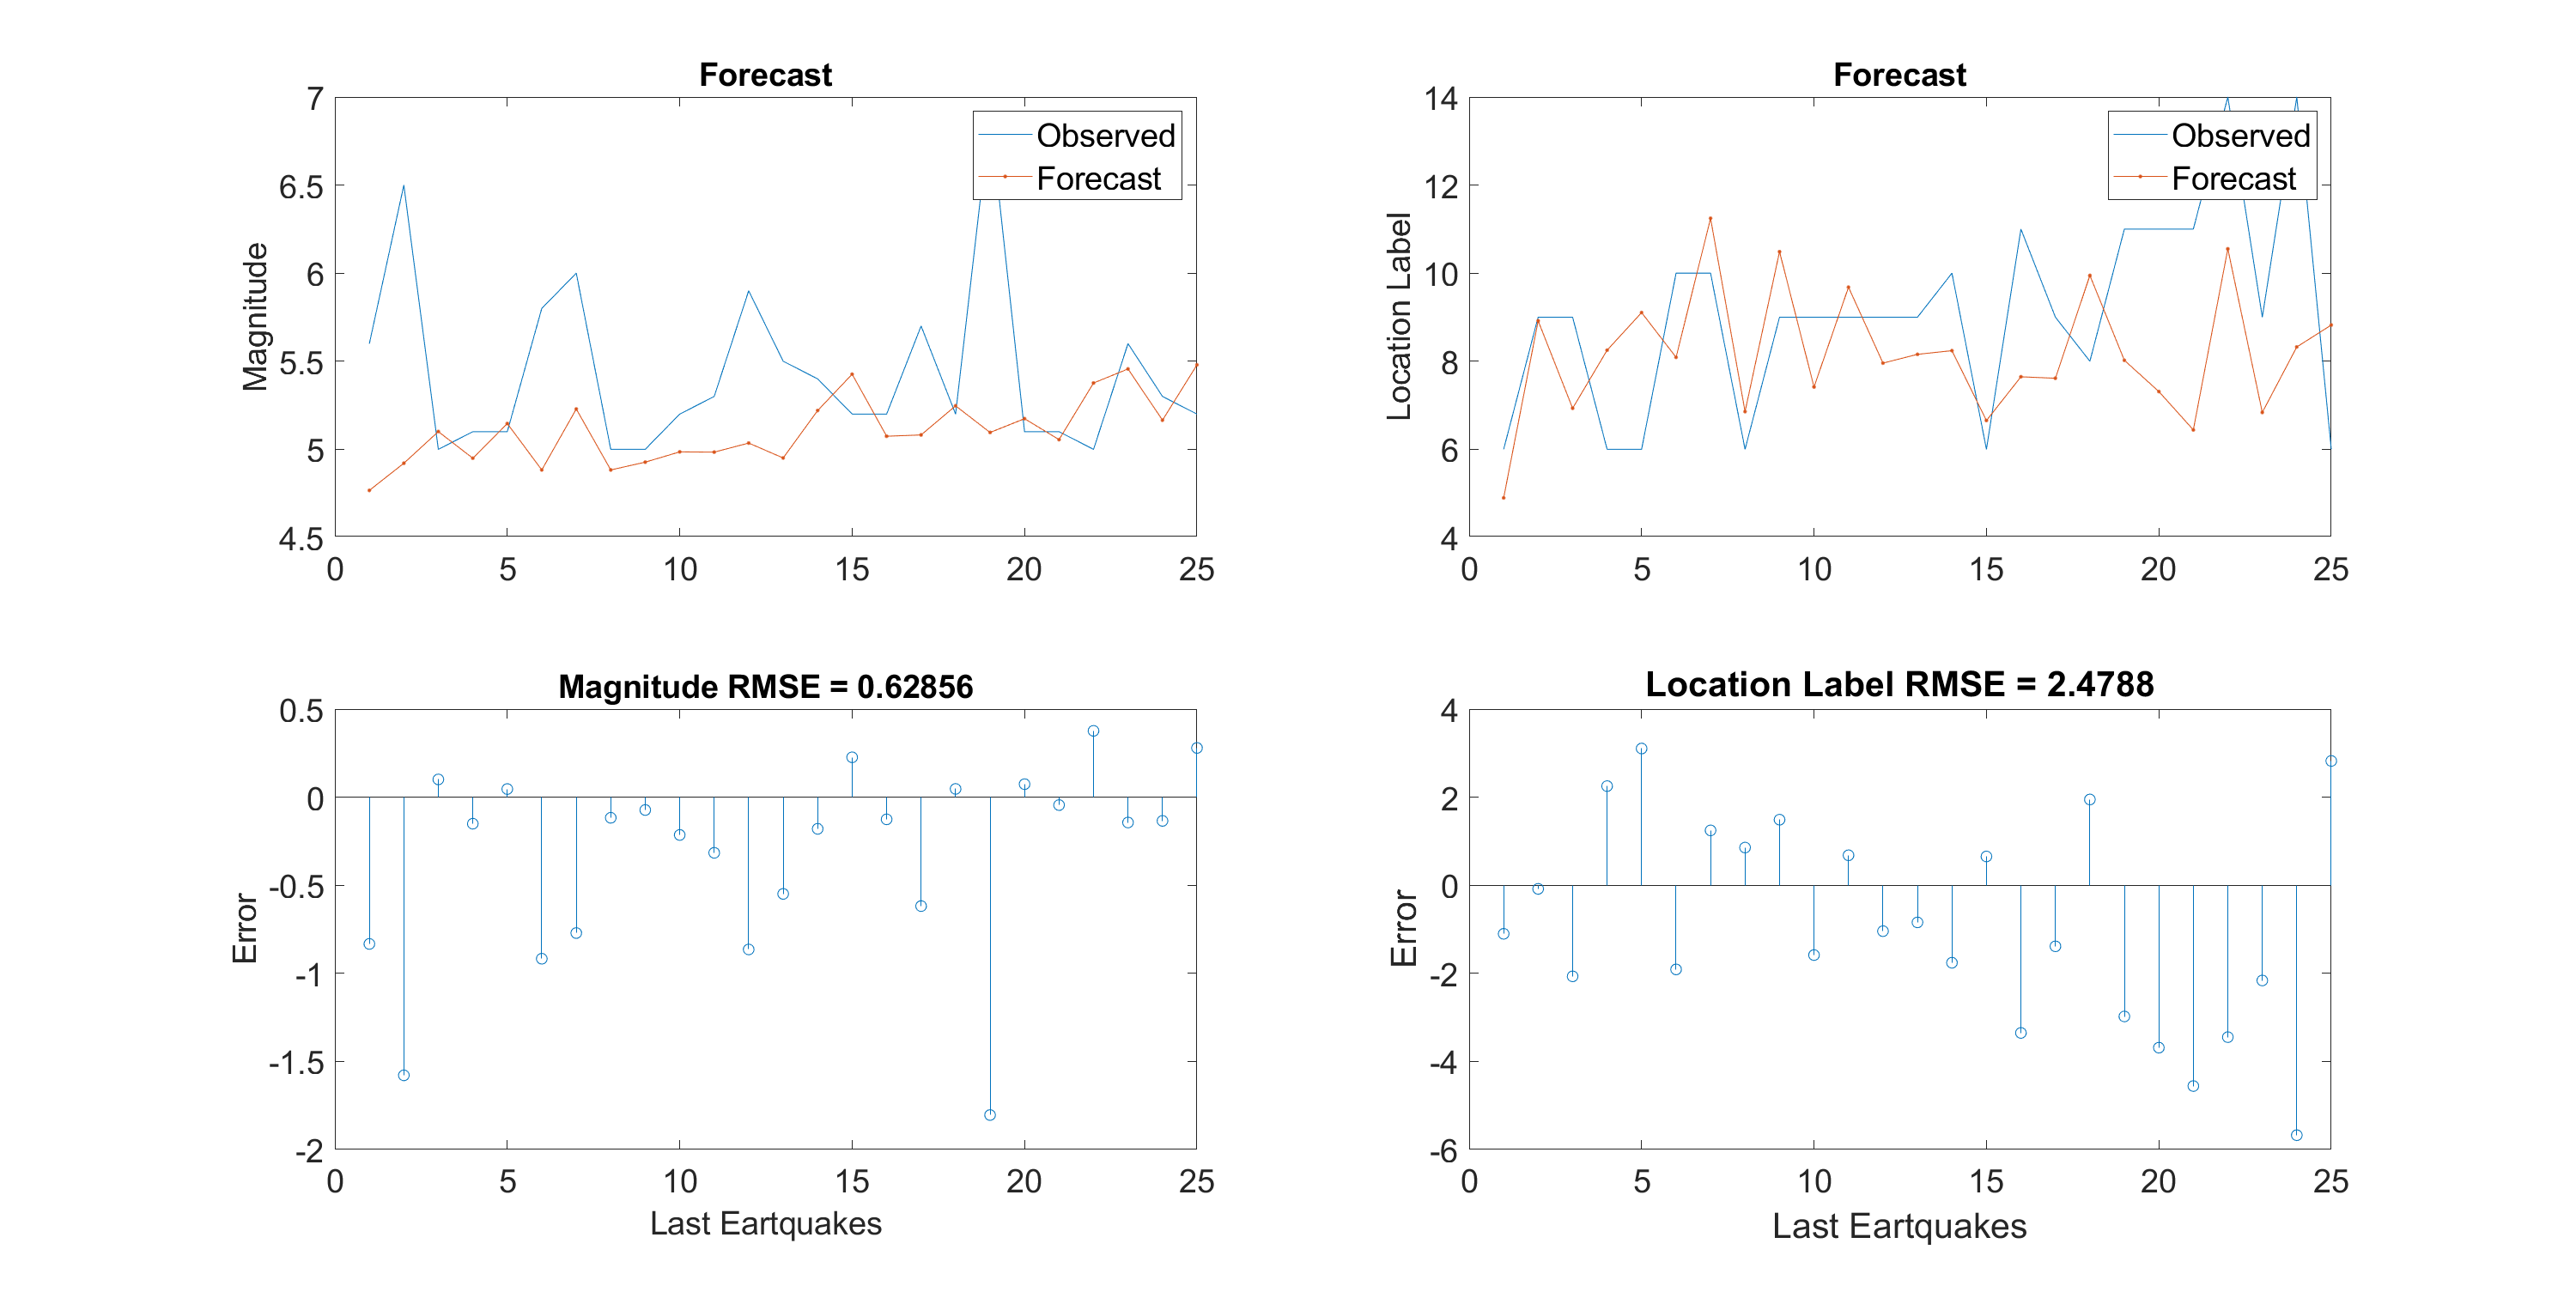 Forecast
7
6.5
6
5.5
5
4.5
Magnitude
0 5 10 15 20 25
Observed
Forecast
Forecast
14
12
10
8
6
4
Location Label
0 5 10 15 20 25
Observed
Forecast
Magnitude RMSE = 0.62856
0.5
0
-0.5
-1
-1.5
-2
Error
0 5 10 15 20 25
Last Eartquakes
Location Label RMSE = 2.4788
4
2
0
-2
-4
-6
Error
0 5 10 15 20 25
Last Eartquakes